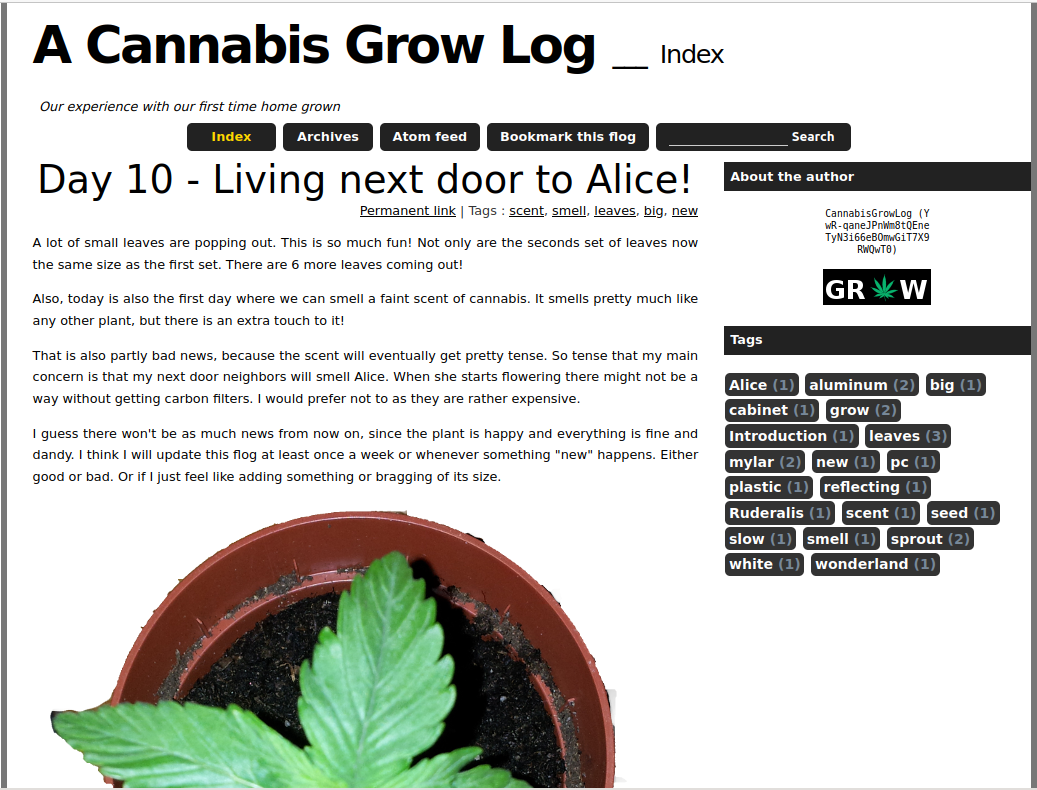 A Cannabis Grow Log __ Index
Our experience with our first time home grown
Index Archives Atom feed Bookmark this flog Search
Day 10 - Living next door to Alice!
Permanent link | Tags : scent, smell, leaves, big, new
A lot of small leaves are popping out. This is so much fun! Not only are the seconds set of leaves now
the same size as the first set. There are 6 more leaves coming out!
Also, today is also the first day where we can smell a faint scent of cannabis. It smells pretty much like
any other plant, but there is an extra touch to it!
That is also partly bad news, because the scent will eventually get pretty tense. So tense that my main
concern is that my next door neighbors will smell Alice. When she starts flowering there might not be a
way without getting carbon filters. I would prefer not to as they are rather expensive.
I guess there won't be as much news from now on, since the plant is happy and everything is fine and
dandy. I think I will update this flog at least once a week or whenever something "new" happens. Either
good or bad. Or if I just feel like adding something or bragging of its size.
About the author
CannabisGrowLog (Y
wR-qaneJPnWm8tQEne
TyN3i66eBOmwGiT7X9
RWQwT0)
GR W
Tags
Alice (1) aluminum (2) big (1)
cabinet (1) grow (2)
Introduction (1) leaves (3)
mylar (2) new (1) pc (1)
plastic (1) reflecting (1)
Ruderalis (1) scent (1) seed (1)
slow (1) smell (1) sprout (2)
white (1) wonderland (1)